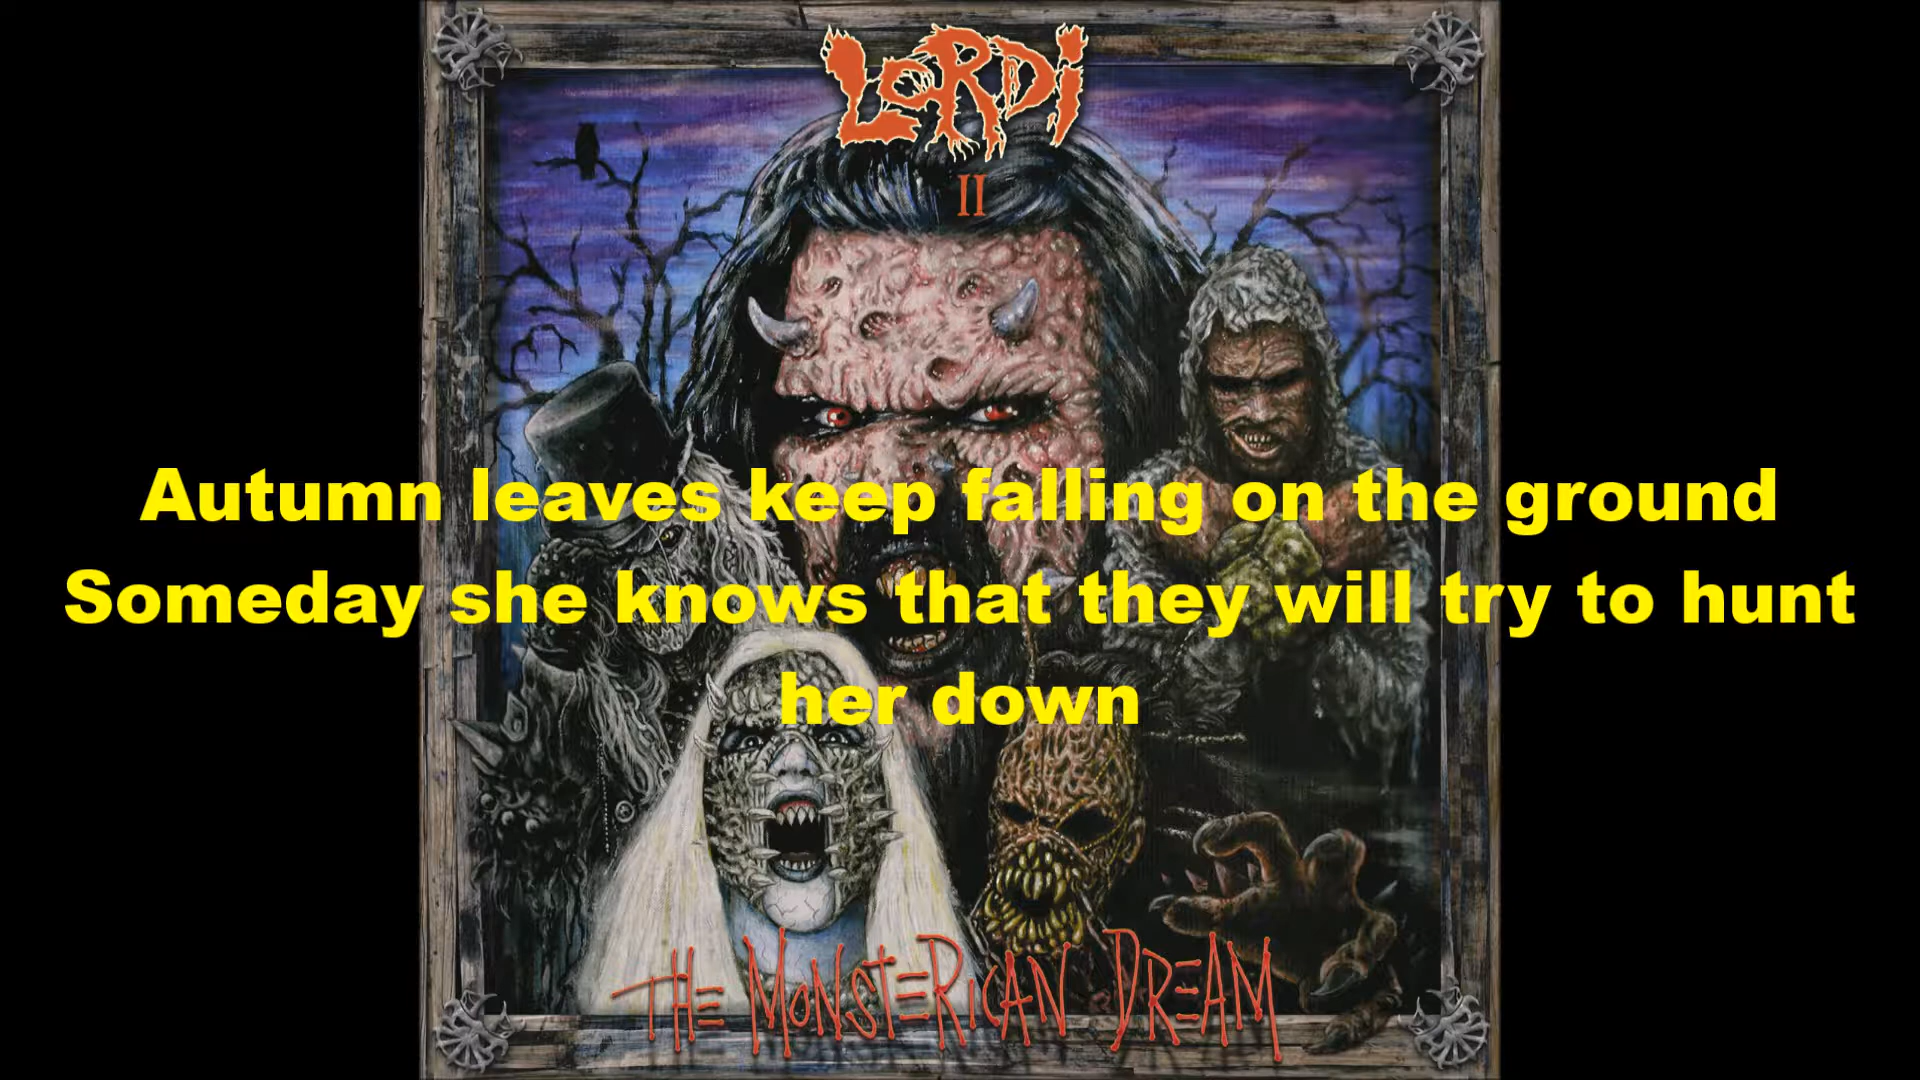 LORDI
II
Autumn leaves keep falling on the ground
Someday she knows that they will try to hunt
her down
THE MONSTERICAN DREAM